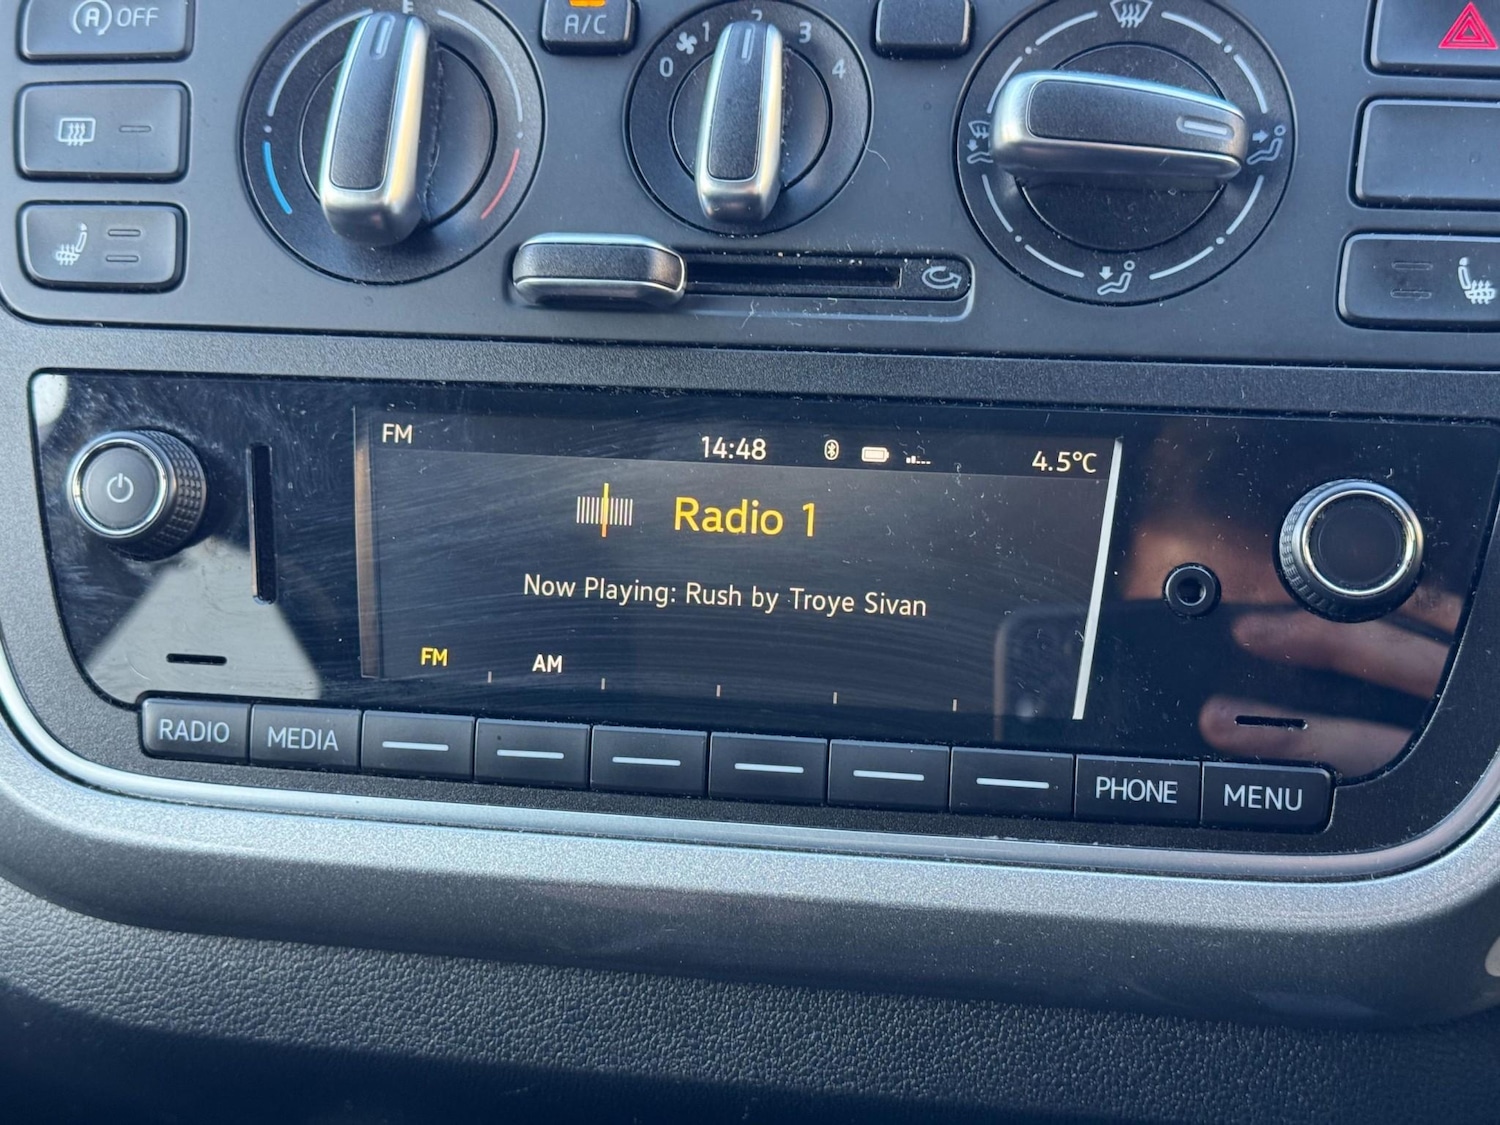 OFF
A/C
0 1 2 3 4
FM 14:48 4.5°C
Radio 1
Now Playing: Rush by Troye Sivan
FM AM
RADIO MEDIA PHONE MENU